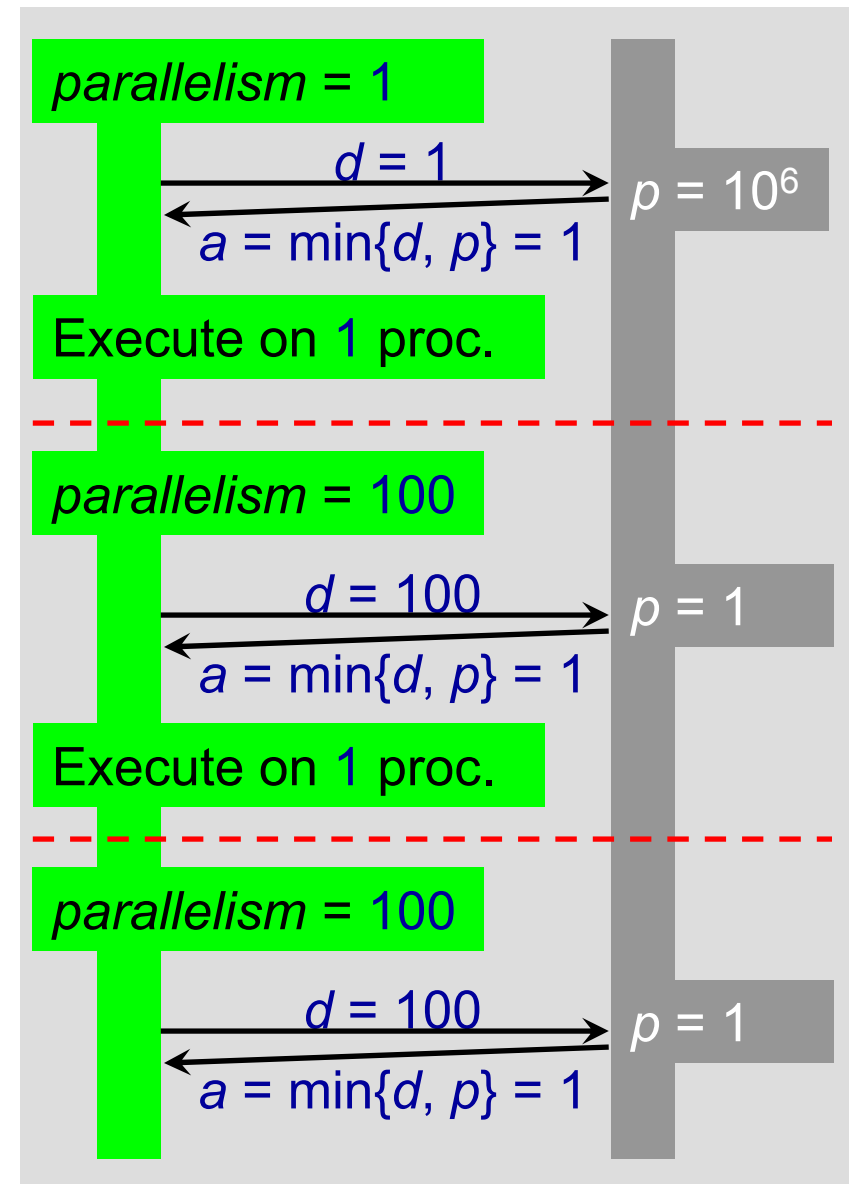 parallelism = 1
d = 1
p = 10⁶
a = min{d, p} = 1
Execute on 1 proc.
parallelism = 100
d = 100
p = 1
a = min{d, p} = 1
Execute on 1 proc.
parallelism = 100
d = 100
p = 1
a = min{d, p} = 1